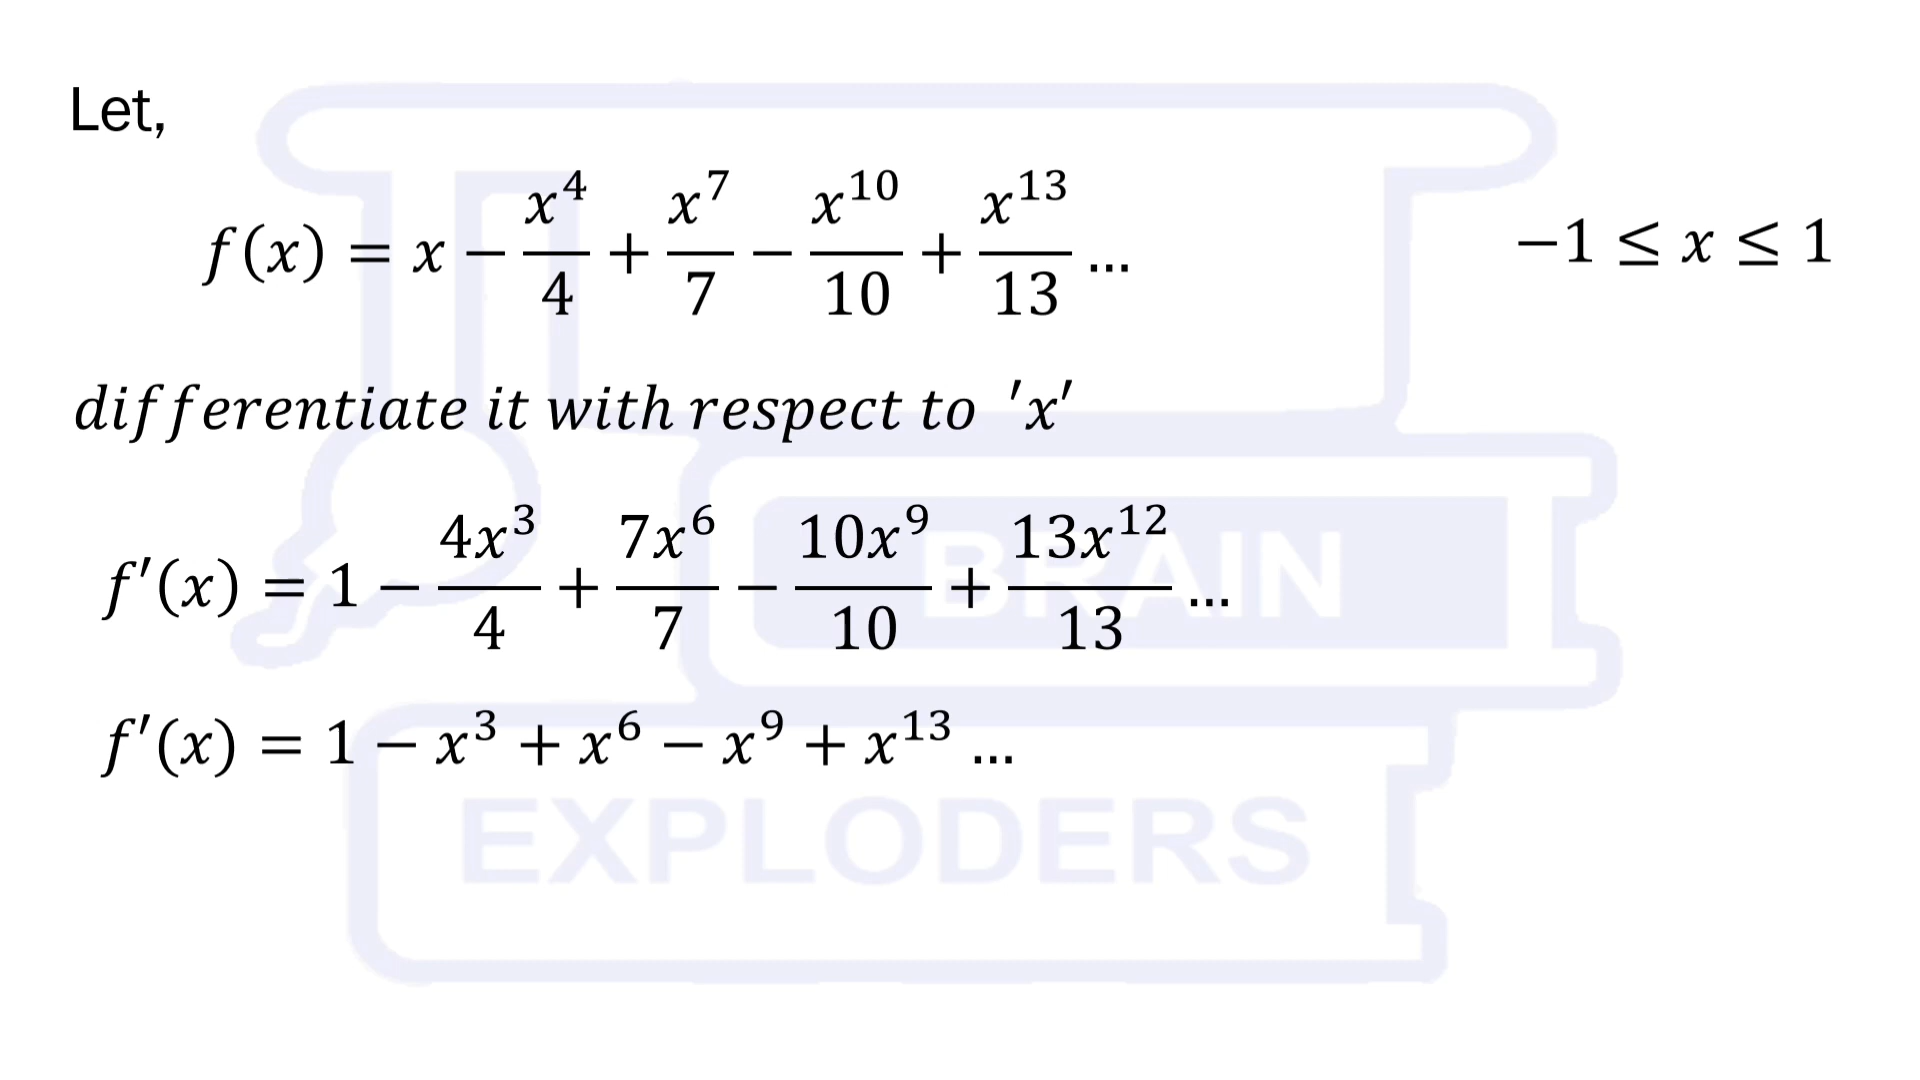 Let,
f(x) = x − x⁴/4 + x⁷/7 − x¹⁰/10 + x¹³/13 ... −1 ≤ x ≤ 1
differentiate it with respect to 'x'
f'(x) = 1 − 4x³/4 + 7x⁶/7 − 10x⁹/10 + 13x¹²/13 ...
BRAIN
f'(x) = 1 − x³ + x⁶ − x⁹ + x¹³ ...
EXPLODERS